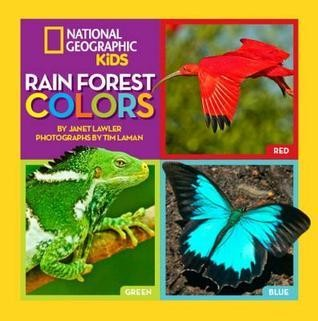 NATIONAL
GEOGRAPHIC
KiDS
RAIN FOREST
COLORS
BY JANET LAWLER
PHOTOGRAPHS BY TIM LAMAN
RED
GREEN
BLUE